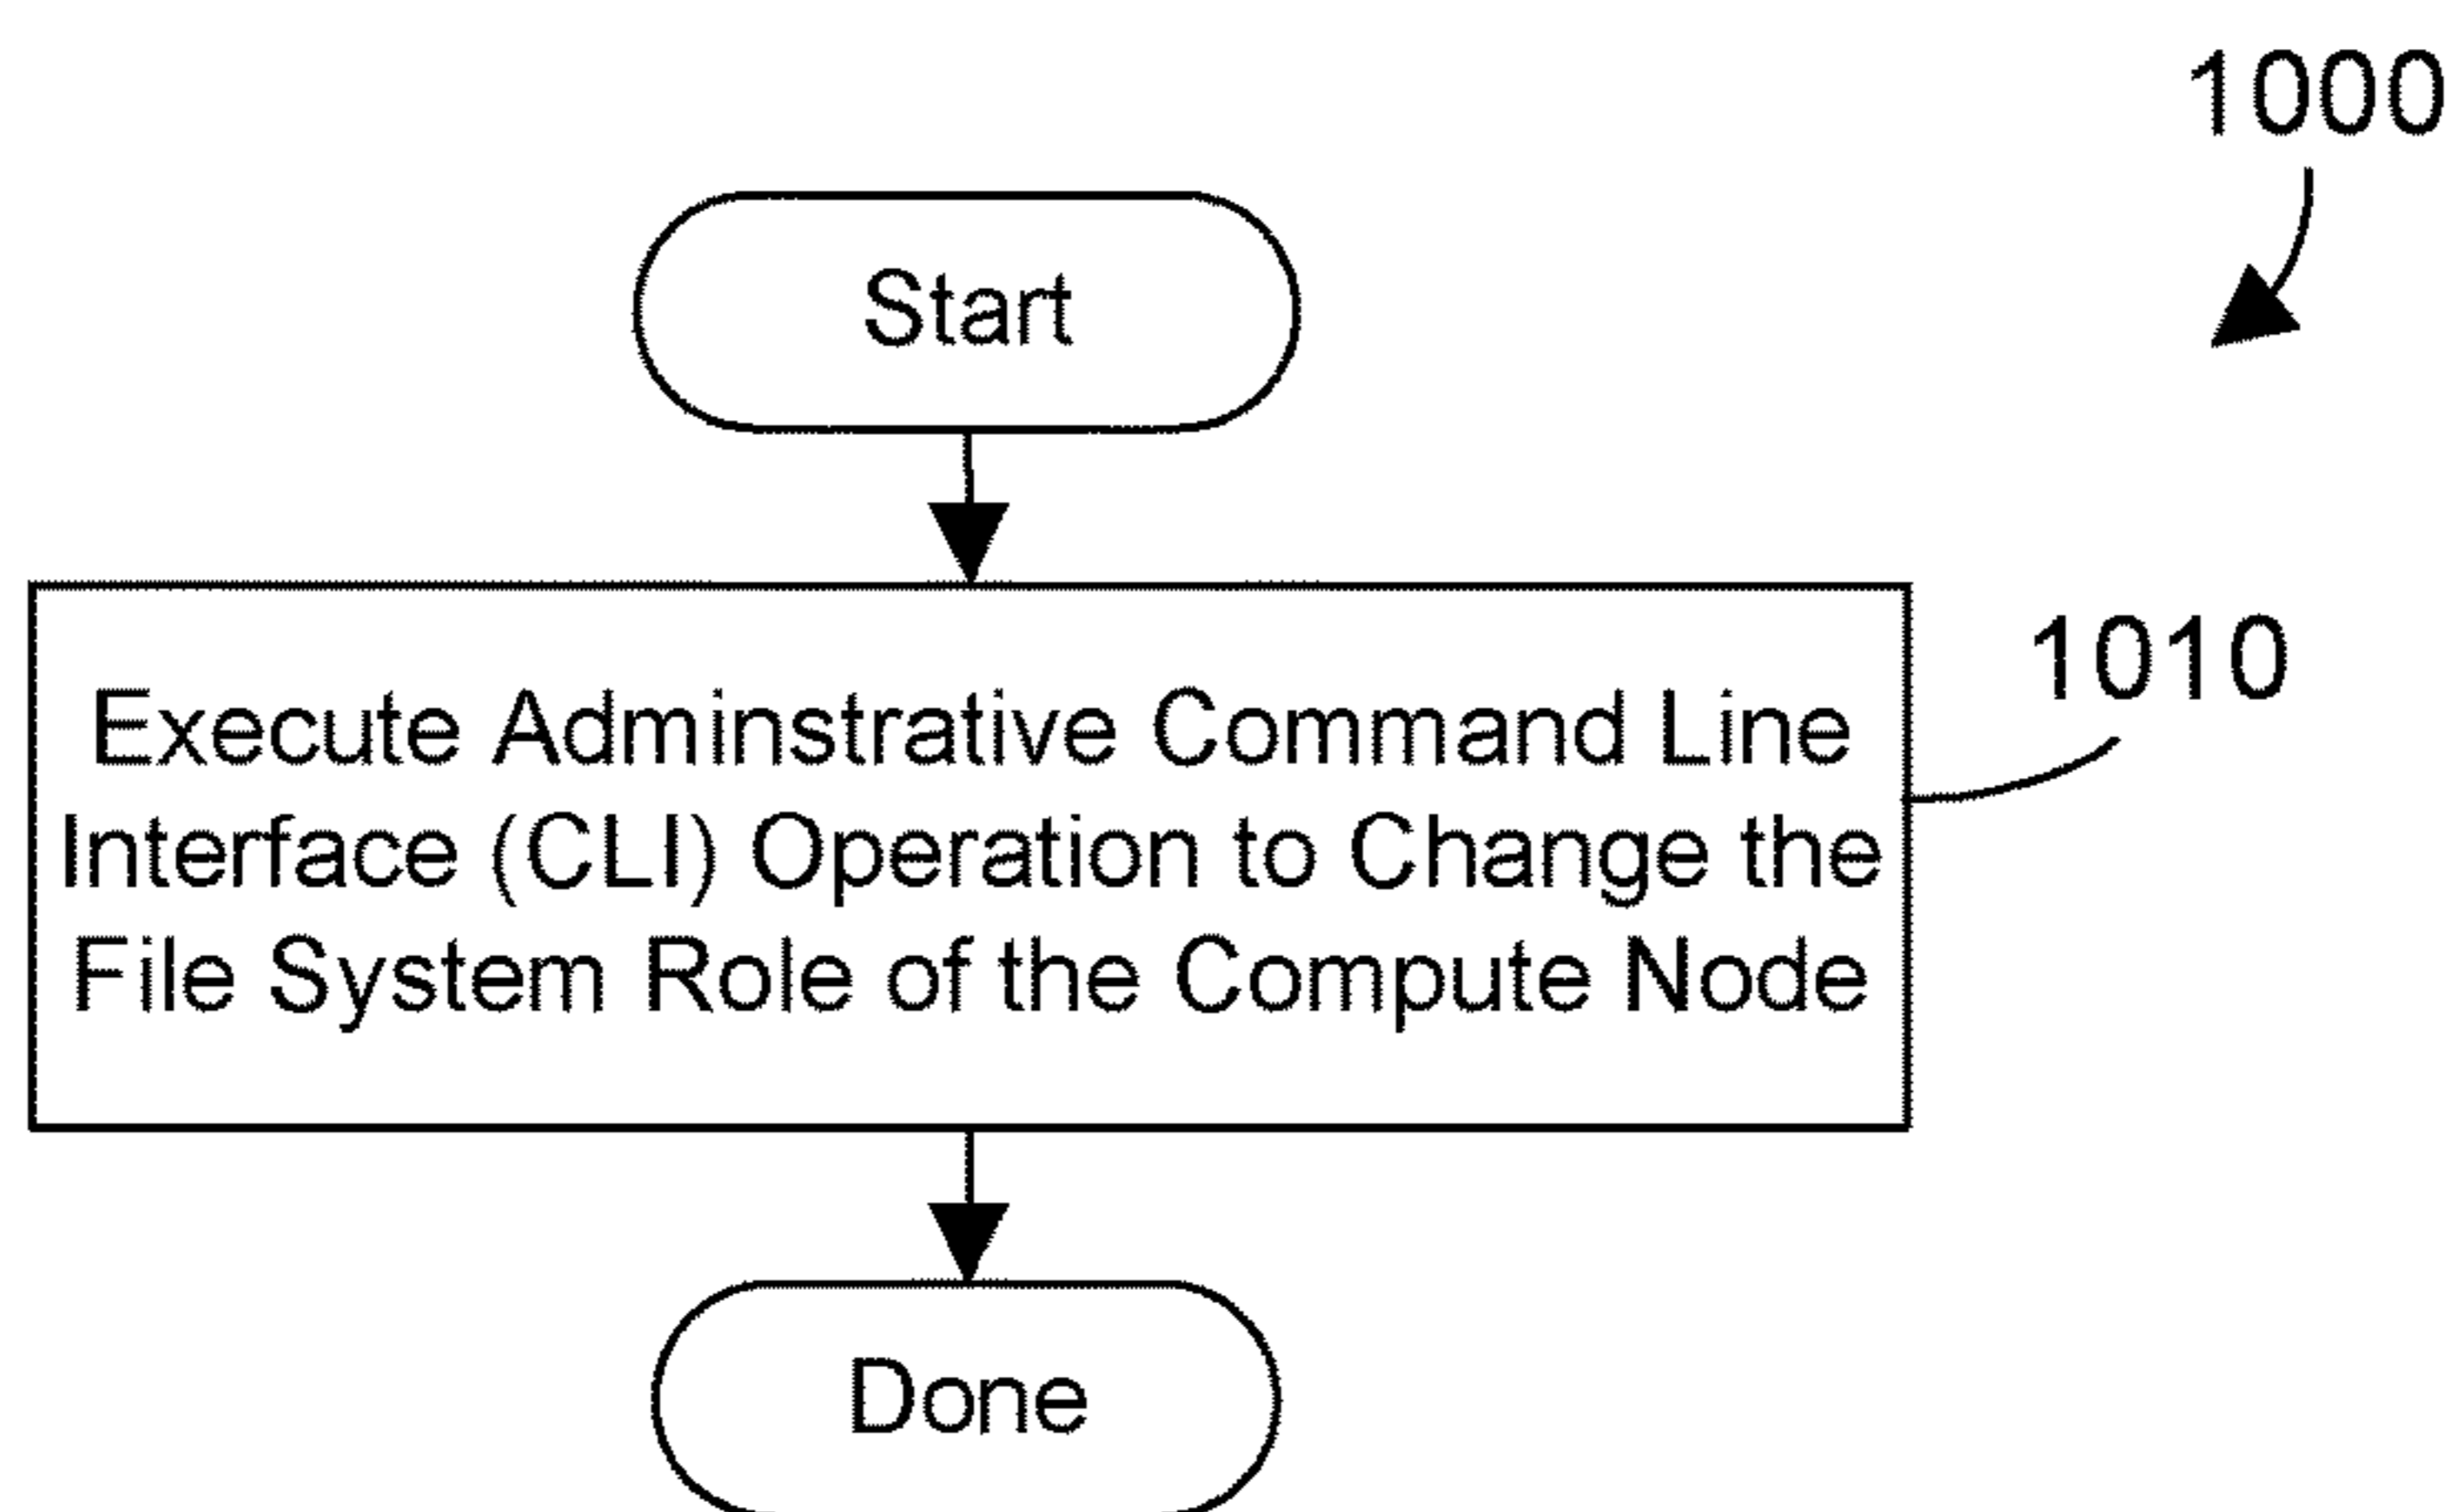 1000
Start
Execute Adminstrative Command Line
Interface (CLI) Operation to Change the
File System Role of the Compute Node
1010
Done